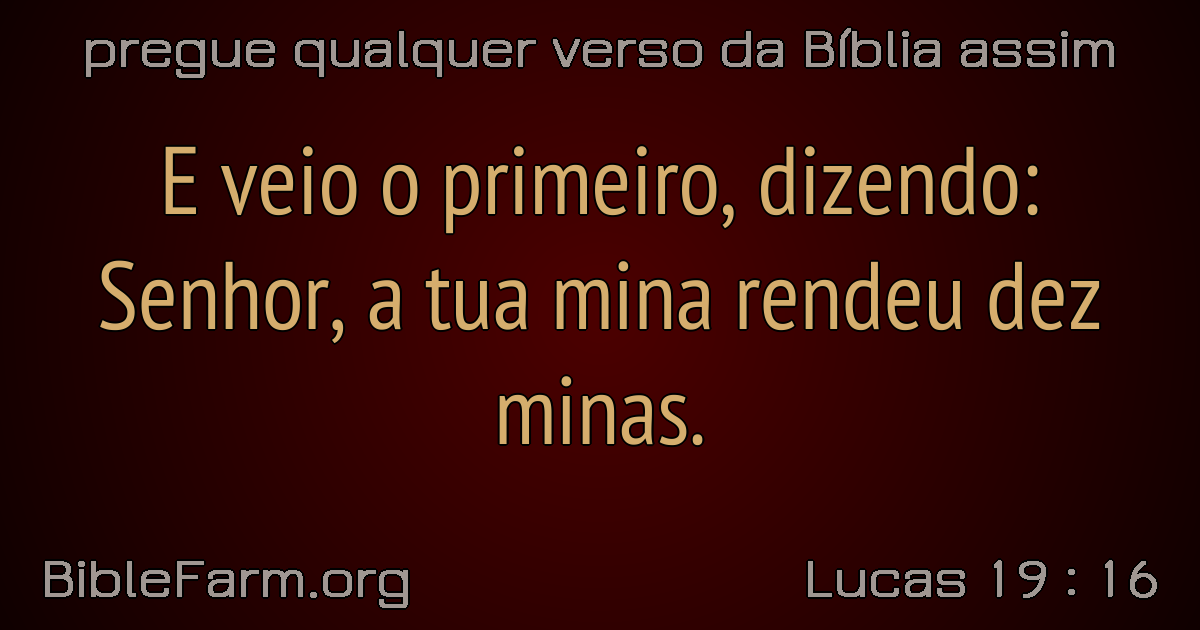 pregue qualquer verso da Bíblia assim
E veio o primeiro, dizendo:
Senhor, a tua mina rendeu dez
minas.
BibleFarm.org
Lucas 19 : 16